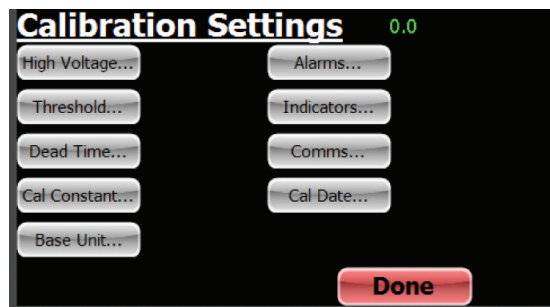 Calibration Settings 0.0
High Voltage... Alarms...
Threshold... Indicators...
Dead Time... Comms...
Cal Constant... Cal Date...
Base Unit...
Done